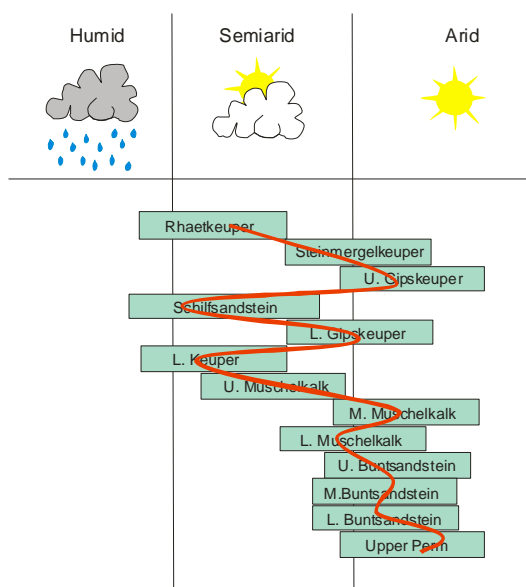 Humid
Semiarid
Arid
Rhaetkeuper
Steinmergelkeuper
U. Gipskeuper
Schilfsandstein
L. Gipskeuper
L. Keuper
U. Muschelkalk
M. Muschelkalk
L. Muschelkalk
U. Buntsandstein
M.Buntsandstein
L. Buntsandstein
Upper Perm